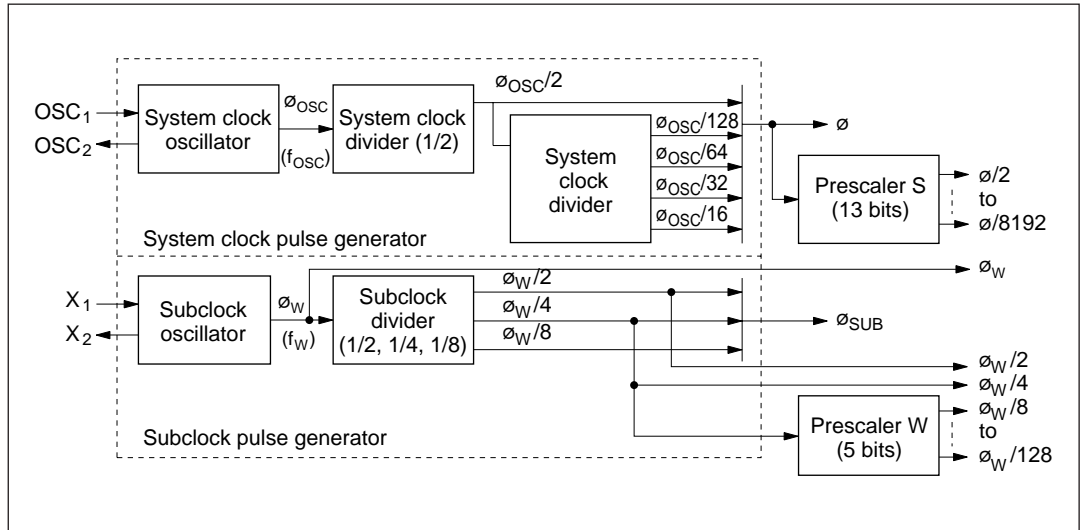 OSC1
OSC2
System clock
oscillator
øOSC
(fOSC)
System clock
divider (1/2)
øOSC/2
System
clock
divider
øOSC/128
øOSC/64
øOSC/32
øOSC/16
ø
Prescaler S
(13 bits)
ø/2
to
ø/8192
System clock pulse generator
X1
X2
Subclock
oscillator
øW
(fW)
Subclock
divider
(1/2, 1/4, 1/8)
øW/2
øW/4
øW/8
øW
øSUB
øW/2
øW/4
Prescaler W
(5 bits)
øW/8
to
øW/128
Subclock pulse generator